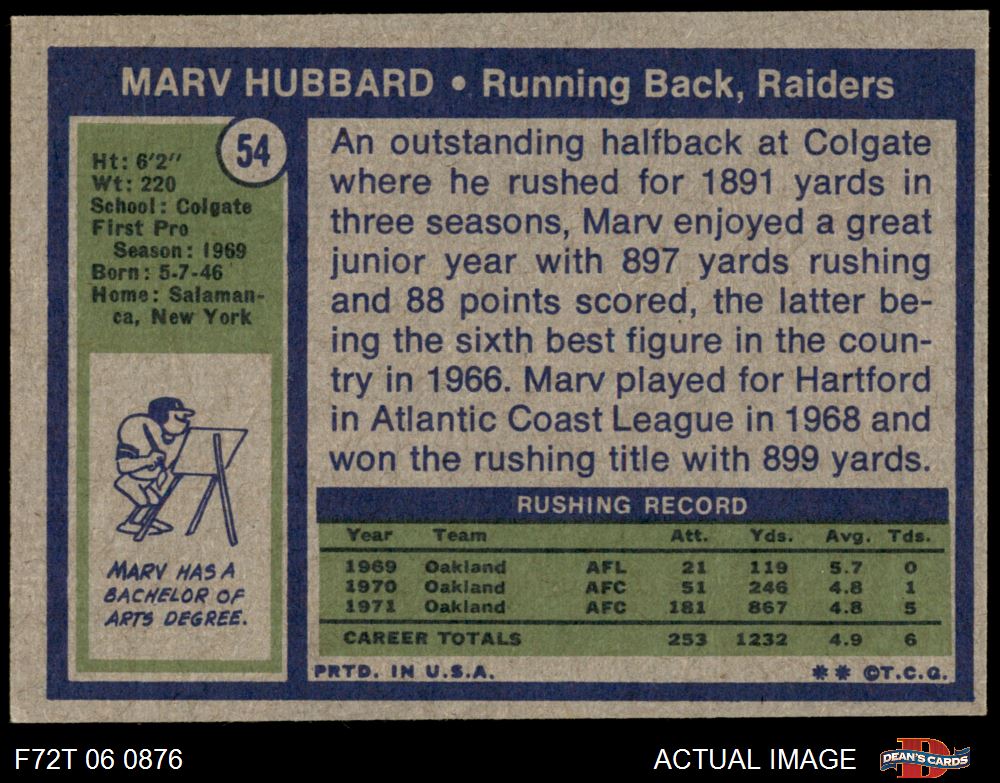 MARV HUBBARD • Running Back, Raiders
54
Ht: 6'2"
Wt: 220
School: Colgate
First Pro
Season: 1969
Born: 5-7-46
Home: Salaman-
ca, New York
MARV HAS A
BACHELOR OF
ARTS DEGREE.
An outstanding halfback at Colgate
where he rushed for 1891 yards in
three seasons, Marv enjoyed a great
junior year with 897 yards rushing
and 88 points scored, the latter be-
ing the sixth best figure in the coun-
try in 1966. Marv played for Hartford
in Atlantic Coast League in 1968 and
won the rushing title with 899 yards.
RUSHING RECORD
Year Team Att. Yds. Avg. Tds.
1969 Oakland AFL 21 119 5.7 0
1970 Oakland AFC 51 246 4.8 1
1971 Oakland AFC 181 867 4.8 5
CAREER TOTALS 253 1232 4.9 6
PRTD. IN U.S.A. ** ©T.C.G.
F72T 06 0876 ACTUAL IMAGE DEAN'S CARDS